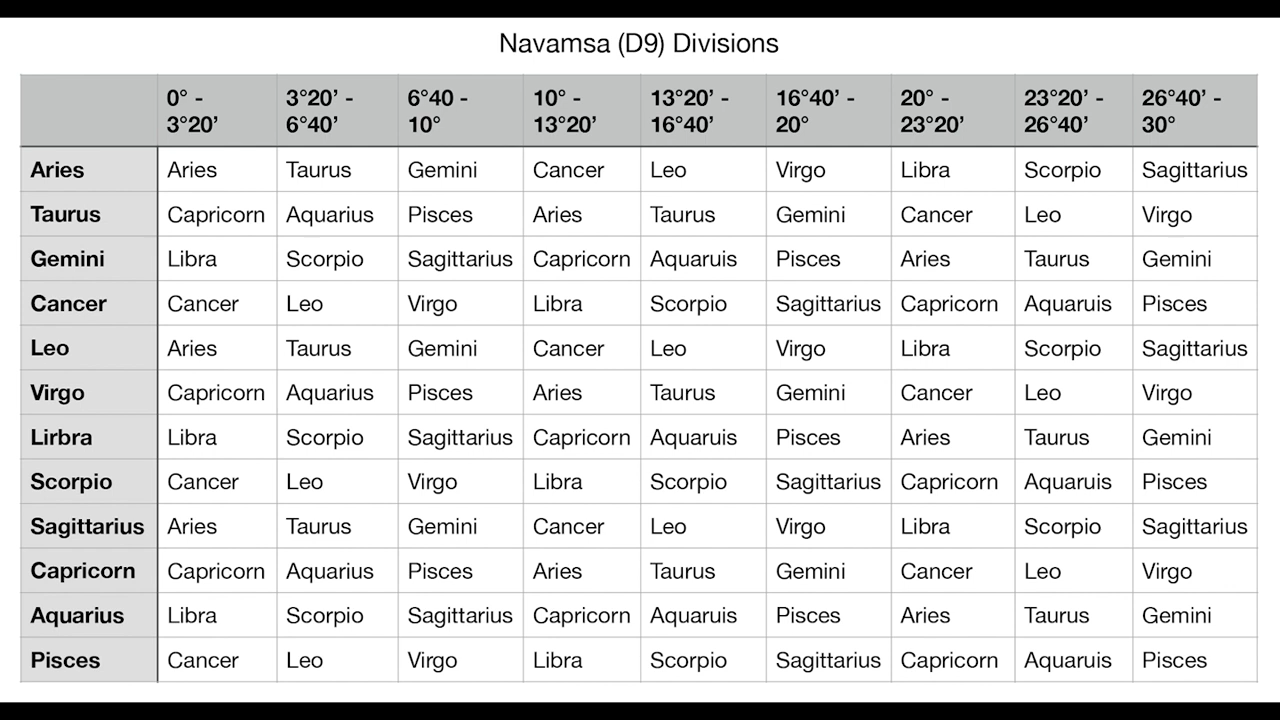 Navamsa (D9) Divisions
0° - 3°20’ 3°20’ - 6°40’ 6°40 - 10° 10° - 13°20’ 13°20’ - 16°40’ 16°40’ - 20° 20° - 23°20’ 23°20’ - 26°40’ 26°40’ - 30°
Aries Aries Taurus Gemini Cancer Leo Virgo Libra Scorpio Sagittarius
Taurus Capricorn Aquarius Pisces Aries Taurus Gemini Cancer Leo Virgo
Gemini Libra Scorpio Sagittarius Capricorn Aquaruis Pisces Aries Taurus Gemini
Cancer Cancer Leo Virgo Libra Scorpio Sagittarius Capricorn Aquaruis Pisces
Leo Aries Taurus Gemini Cancer Leo Virgo Libra Scorpio Sagittarius
Virgo Capricorn Aquarius Pisces Aries Taurus Gemini Cancer Leo Virgo
Lirbra Libra Scorpio Sagittarius Capricorn Aquaruis Pisces Aries Taurus Gemini
Scorpio Cancer Leo Virgo Libra Scorpio Sagittarius Capricorn Aquaruis Pisces
Sagittarius Aries Taurus Gemini Cancer Leo Virgo Libra Scorpio Sagittarius
Capricorn Capricorn Aquarius Pisces Aries Taurus Gemini Cancer Leo Virgo
Aquarius Libra Scorpio Sagittarius Capricorn Aquaruis Pisces Aries Taurus Gemini
Pisces Cancer Leo Virgo Libra Scorpio Sagittarius Capricorn Aquaruis Pisces